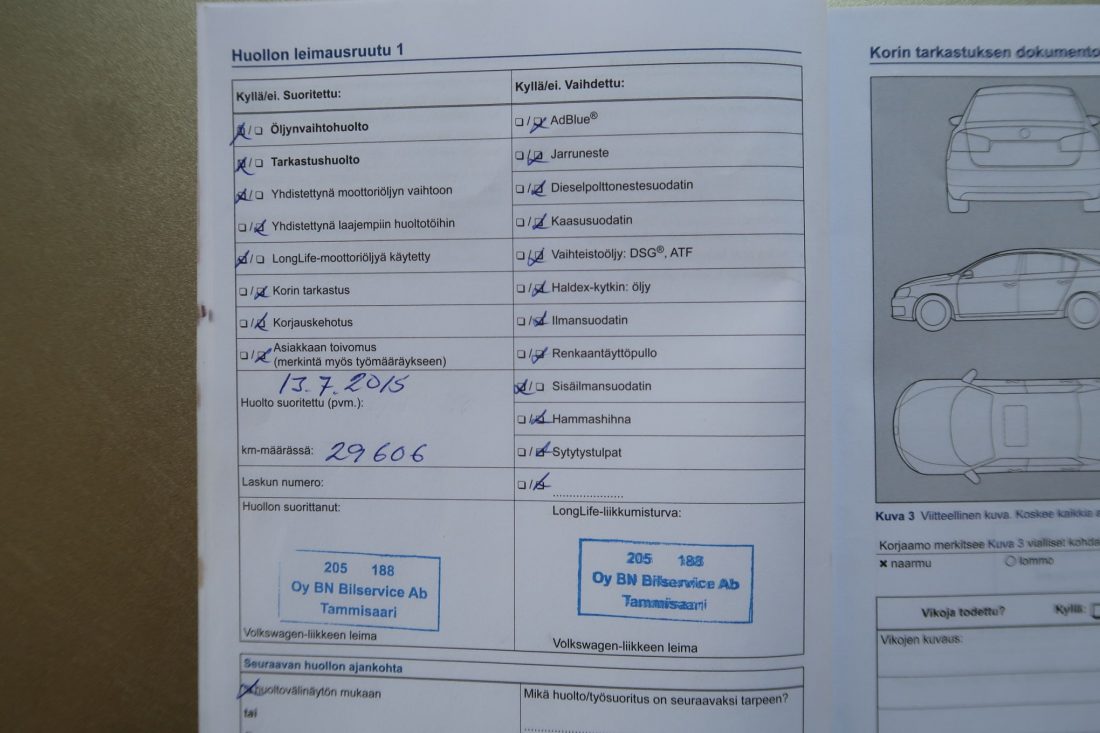 Huollon leimausruutu 1
Kyllä/ei. Suoritettu:
Öljynvaihtohuolto
Tarkastushuolto
Yhdistettynä moottoriöljyn vaihtoon
Yhdistettynä laajempiin huoltotöihin
LongLife-moottoriöljyä käytetty
Korin tarkastus
Korjauskehotus
Asiakkaan toivomus
(merkintä myös työmääräykseen)
13.7.2015
Huolto suoritettu (pvm.):
km-määrässä: 29606
Laskun numero:
Huollon suorittanut:
205 188
Oy BN Bilservice Ab
Tammisaari
Volkswagen-liikkeen leima
Kyllä/ei. Vaihdettu:
AdBlue®
Jarruneste
Dieselpolttonestesuodatin
Kaasusuodatin
Vaihteistoöljy: DSG®, ATF
Haldex-kytkin: öljy
Ilmansuodatin
Renkaantäyttöpullo
Sisäilmansuodatin
Hammashihna
Sytytystulpat
LongLife-liikkumisturva:
205 188
Oy BN Bilservice Ab
Tammisaari
Volkswagen-liikkeen leima
Seuraavan huollon ajankohta
huoltovälinäytön mukaan
tai
Mikä huolto/työsuoritus on seuraavaksi tarpeen?
Korin tarkastuksen dokumento
Kuva 3 Viitteellinen kuva. Koskee kaikkia a
Korjaamo merkitsee Kuva 3 vialliset kohda
naarmu
lommo
Vikoja todettu? Kyllä:
Vikojen kuvaus: